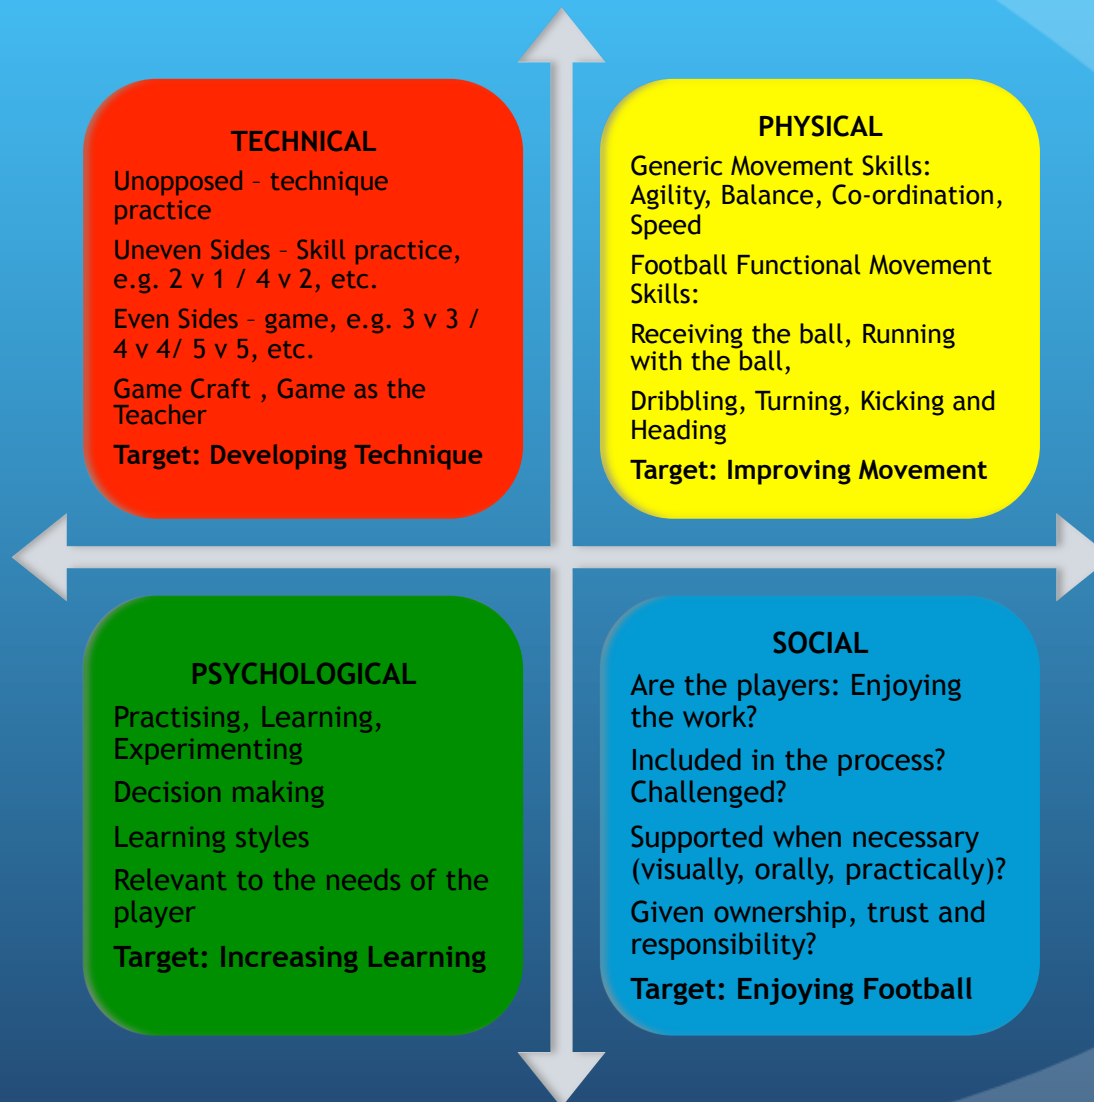 TECHNICAL
Unopposed – technique
practice
Uneven Sides – Skill practice,
e.g. 2 v 1 / 4 v 2, etc.
Even Sides – game, e.g. 3 v 3 /
4 v 4/ 5 v 5, etc.
Game Craft , Game as the
Teacher
Target: Developing Technique
PHYSICAL
Generic Movement Skills:
Agility, Balance, Co-ordination,
Speed
Football Functional Movement
Skills:
Receiving the ball, Running
with the ball,
Dribbling, Turning, Kicking and
Heading
Target: Improving Movement
PSYCHOLOGICAL
Practising, Learning,
Experimenting
Decision making
Learning styles
Relevant to the needs of the
player
Target: Increasing Learning
SOCIAL
Are the players: Enjoying
the work?
Included in the process?
Challenged?
Supported when necessary
(visually, orally, practically)?
Given ownership, trust and
responsibility?
Target: Enjoying Football